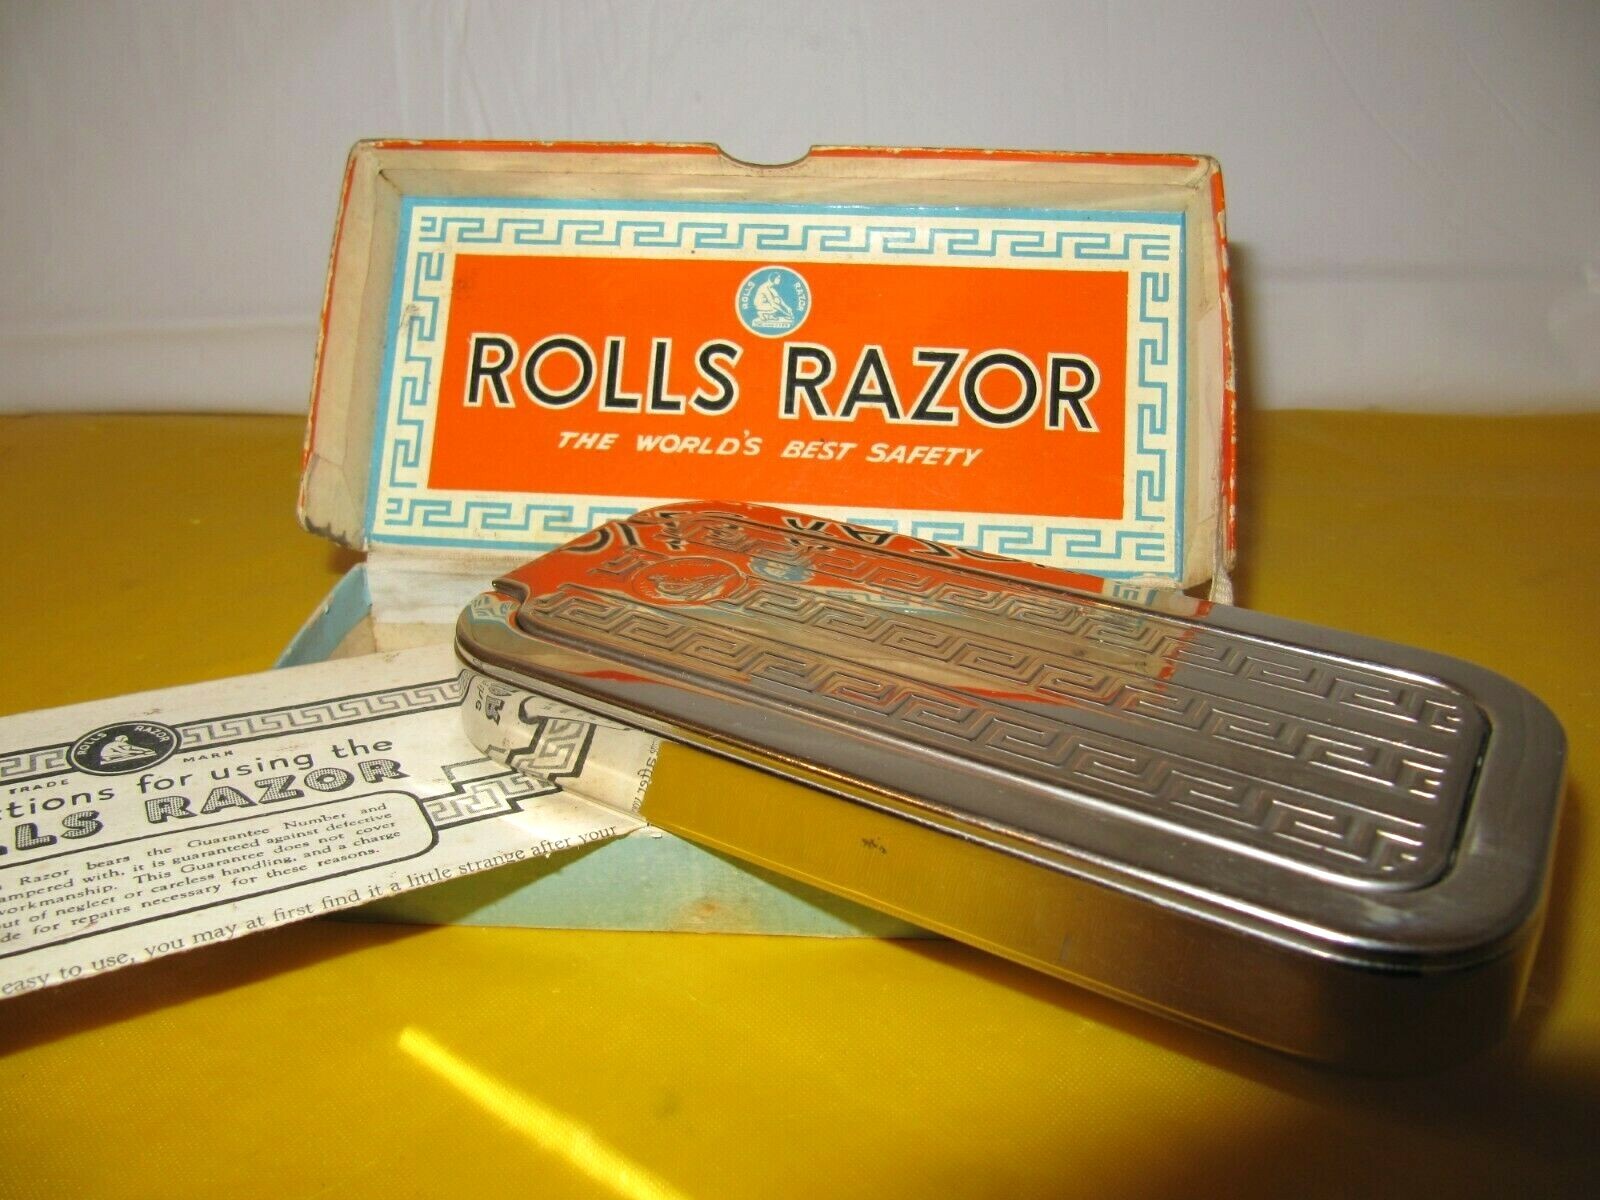 ROLLS RAZOR
ROLLS RAZOR
THE WORLD'S BEST SAFETY
ROLLS RAZOR
TRADE MARK
ctions for using the
LLS RAZOR
Razor bears the Guarantee Number and
ampered with, it is guaranteed against defective
workmanship. This Guarantee does not cover
out of neglect or careless handling, and a charge
de for repairs necessary for these reasons.
easy to use, you may at first find it a little strange after your